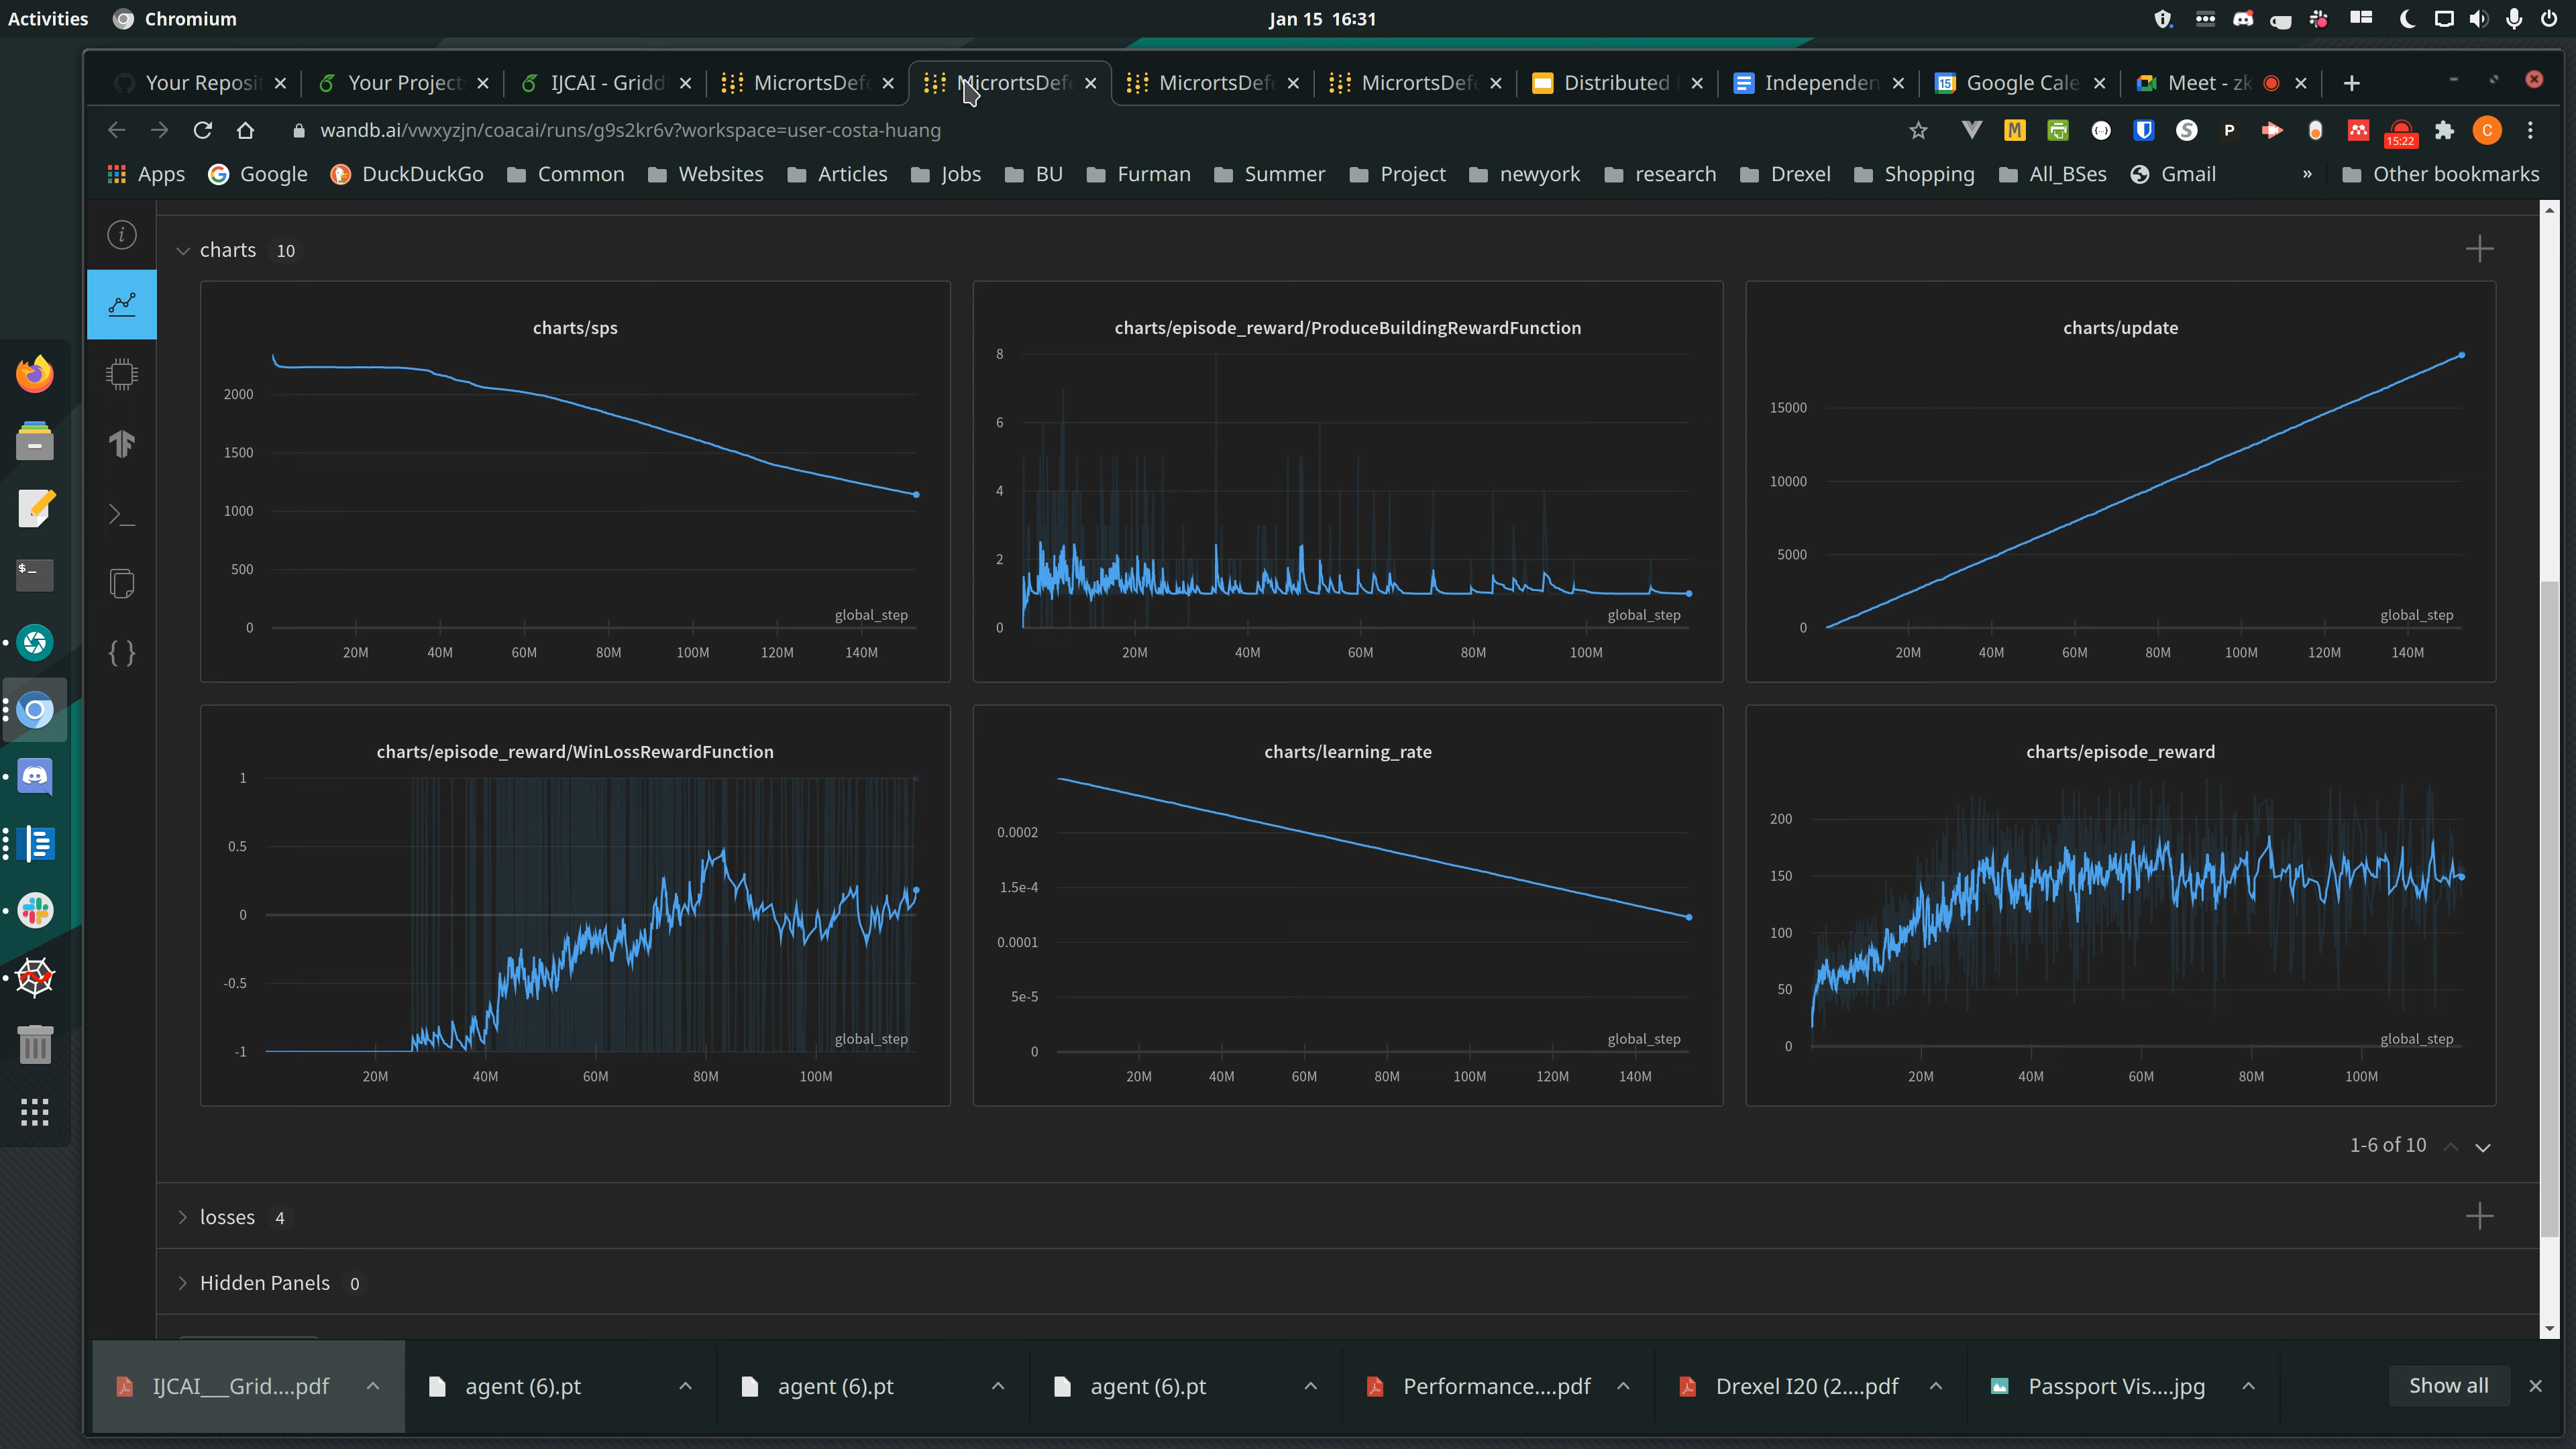 Activities Chromium Jan 15 16:31
Your Reposit Your Project IJCAI - Gridd MicrortsDefe MicrortsDefe MicrortsDefe MicrortsDefe Distributed Independen Google Cale Meet - zk
wandb.ai/vwxyzjn/coacai/runs/g9s2kr6v?workspace=user-costa-huang 15:22 C
Apps Google DuckDuckGo Common Websites Articles Jobs BU Furman Summer Project newyork research Drexel Shopping All_BSes Gmail » Other bookmarks
charts 10
charts/sps
2000
1500
1000
500
0
global_step
20M 40M 60M 80M 100M 120M 140M
charts/episode_reward/ProduceBuildingRewardFunction
8
6
4
2
0
global_step
20M 40M 60M 80M 100M
charts/update
15000
10000
5000
0
global_step
20M 40M 60M 80M 100M 120M 140M
charts/episode_reward/WinLossRewardFunction
1
0.5
0
-0.5
-1
global_step
20M 40M 60M 80M 100M
charts/learning_rate
0.0002
1.5e-4
0.0001
5e-5
0
global_step
20M 40M 60M 80M 100M 120M 140M
charts/episode_reward
200
150
100
50
0
global_step
20M 40M 60M 80M 100M
1-6 of 10
losses 4
Hidden Panels 0
IJCAI___Grid....pdf agent (6).pt agent (6).pt agent (6).pt Performance....pdf Drexel I20 (2....pdf Passport Vis....jpg Show all